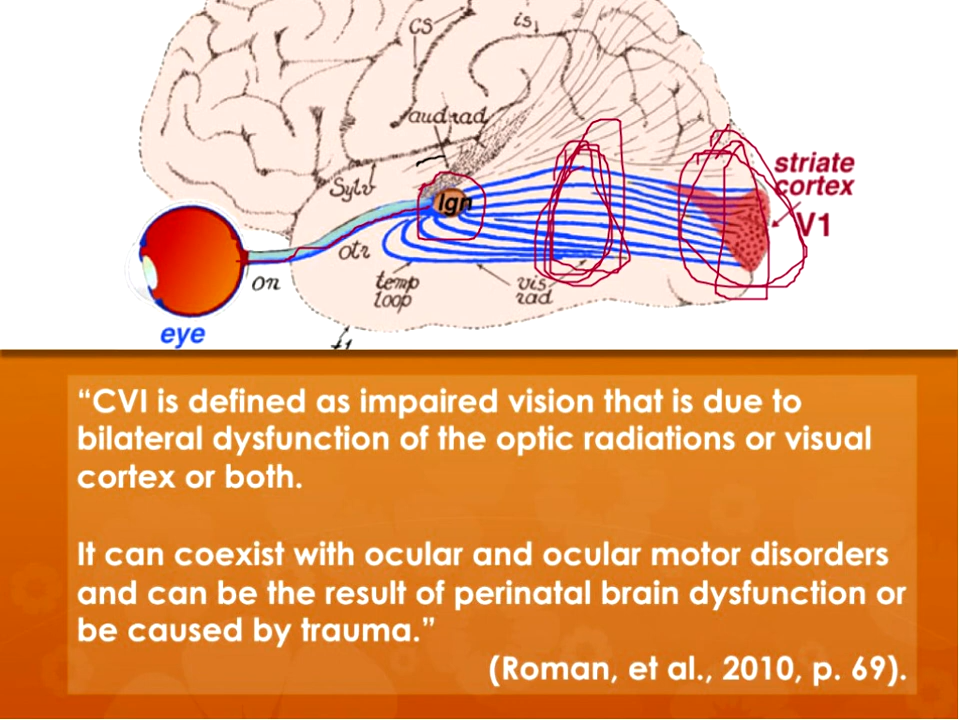 CS
is
aud rad
striate
cortex
Sylv
lgn
V1
otr
on
temp
loop
vis
rad
eye
“CVI is defined as impaired vision that is due to
bilateral dysfunction of the optic radiations or visual
cortex or both.
It can coexist with ocular and ocular motor disorders
and can be the result of perinatal brain dysfunction or
be caused by trauma.”
(Roman, et al., 2010, p. 69).